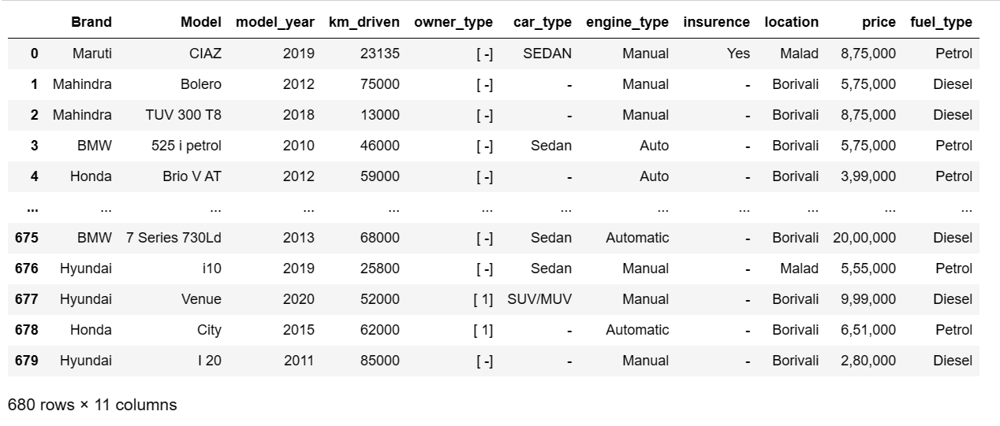 Brand Model model_year km_driven owner_type car_type engine_type insurence location price fuel_type
0 Maruti CIAZ 2019 23135 [ -] SEDAN Manual Yes Malad 8,75,000 Petrol
1 Mahindra Bolero 2012 75000 [ -] - Manual - Borivali 5,75,000 Diesel
2 Mahindra TUV 300 T8 2018 13000 [ -] - Manual - Borivali 8,75,000 Diesel
3 BMW 525 i petrol 2010 46000 [ -] Sedan Auto - Borivali 5,75,000 Petrol
4 Honda Brio V AT 2012 59000 [ -] - Auto - Borivali 3,99,000 Petrol
... ... ... ... ... ... ... ... ... ... ... ...
675 BMW 7 Series 730Ld 2013 68000 [ -] Sedan Automatic - Borivali 20,00,000 Diesel
676 Hyundai i10 2019 25800 [ -] Sedan Manual - Malad 5,55,000 Petrol
677 Hyundai Venue 2020 52000 [ 1] SUV/MUV Manual - Borivali 9,99,000 Diesel
678 Honda City 2015 62000 [ 1] - Automatic - Borivali 6,51,000 Petrol
679 Hyundai I 20 2011 85000 [ -] - Manual - Borivali 2,80,000 Diesel
680 rows × 11 columns